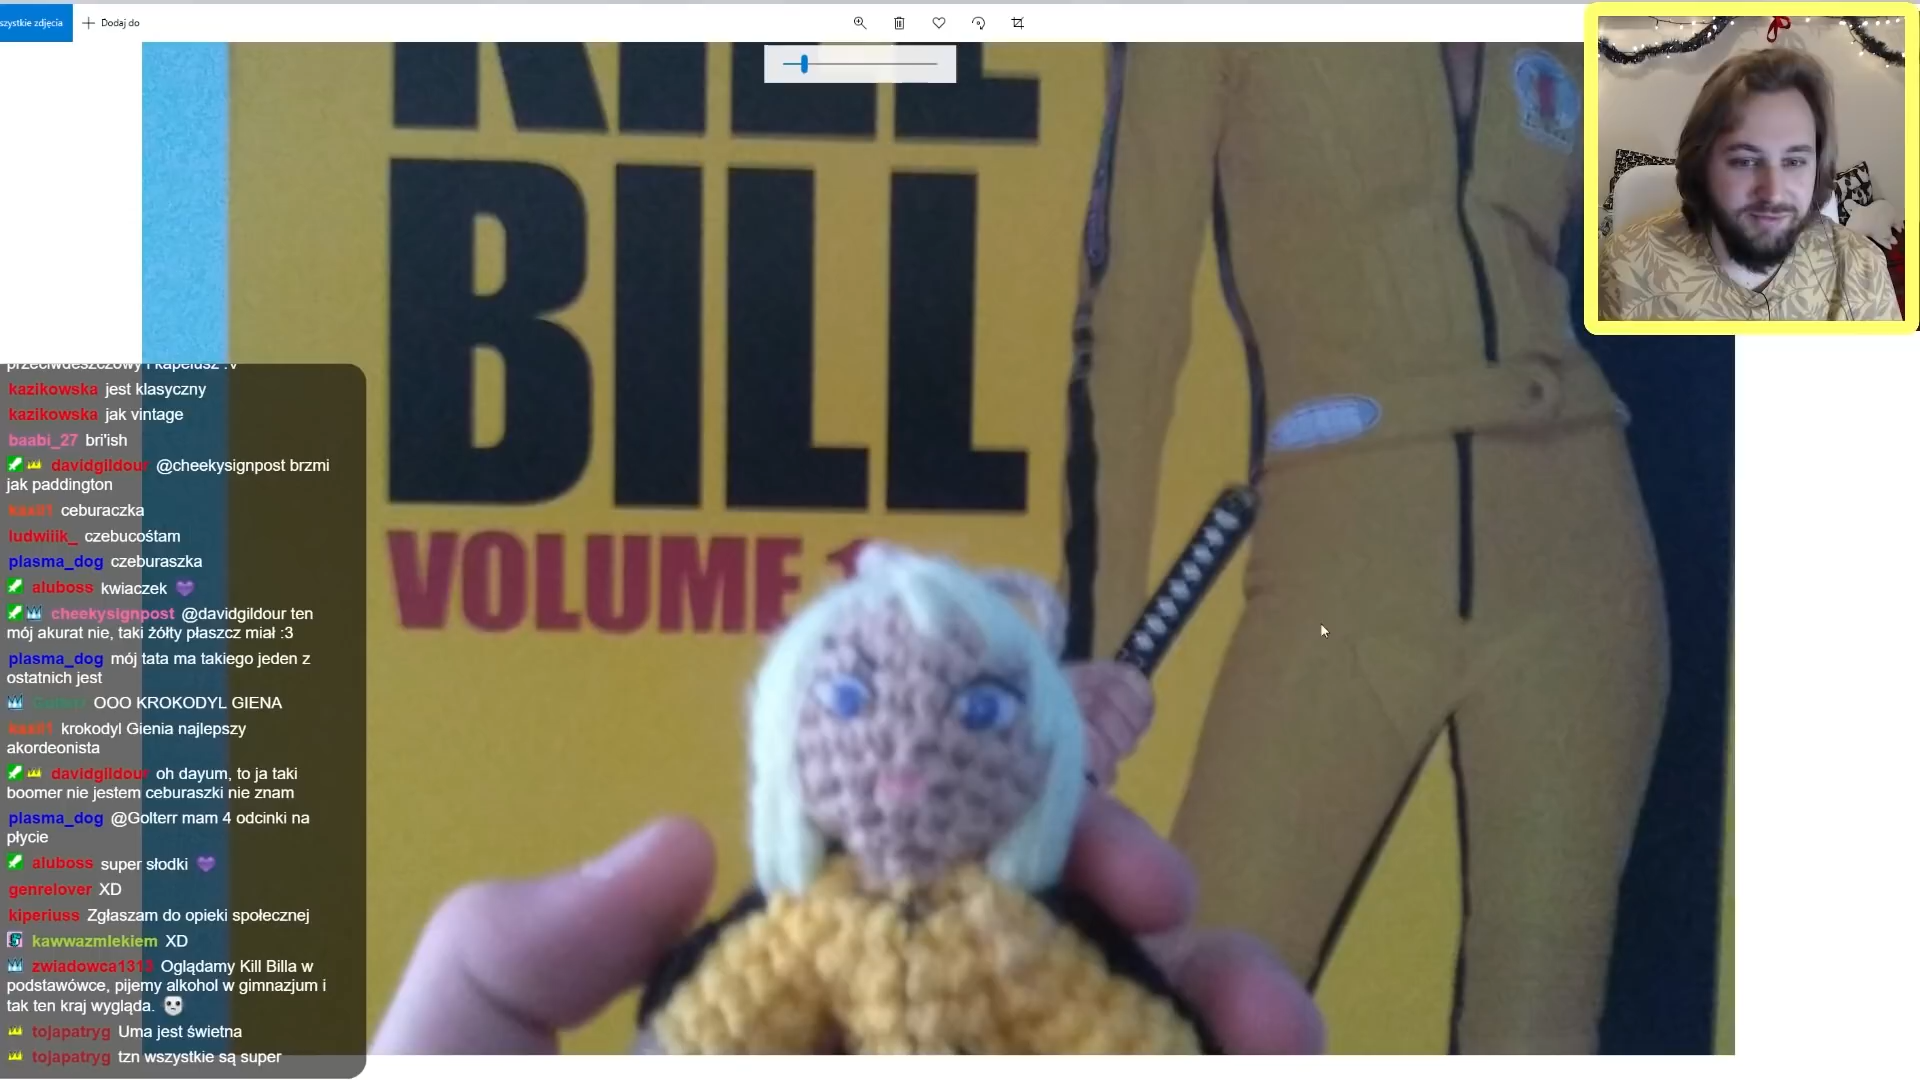 szystkie zdjęcia
Dodaj do
KILL
BILL
VOLUME
kazikowska jest klasyczny
kazikowska jak vintage
baabi_27 bri'ish
davidgildour @cheekysignpost brzmi
jak paddington
ceburaczka
ludwiiik_ czebucośtam
plasma_dog czeburaszka
aluboss kwiaczek
cheekysignpost @davidgildour ten
mój akurat nie, taki żółty płaszcz miał :3
plasma_dog mój tata ma takiego jeden z
ostatnich jest
Golterr OOO KROKODYL GIENA
krokodyl Gienia najlepszy
akordeonista
davidgildour oh dayum, to ja taki
boomer nie jestem ceburaszki nie znam
plasma_dog @Golterr mam 4 odcinki na
płycie
aluboss super słodki
genrelover XD
kiperiuss Zgłaszam do opieki społecznej
kawwazmlekiem XD
zwiadowca1313 Oglądamy Kill Billa w
podstawówce, pijemy alkohol w gimnazjum i
tak ten kraj wygląda.
tojapatryg Uma jest świetna
tojapatryg tzn wszystkie są super